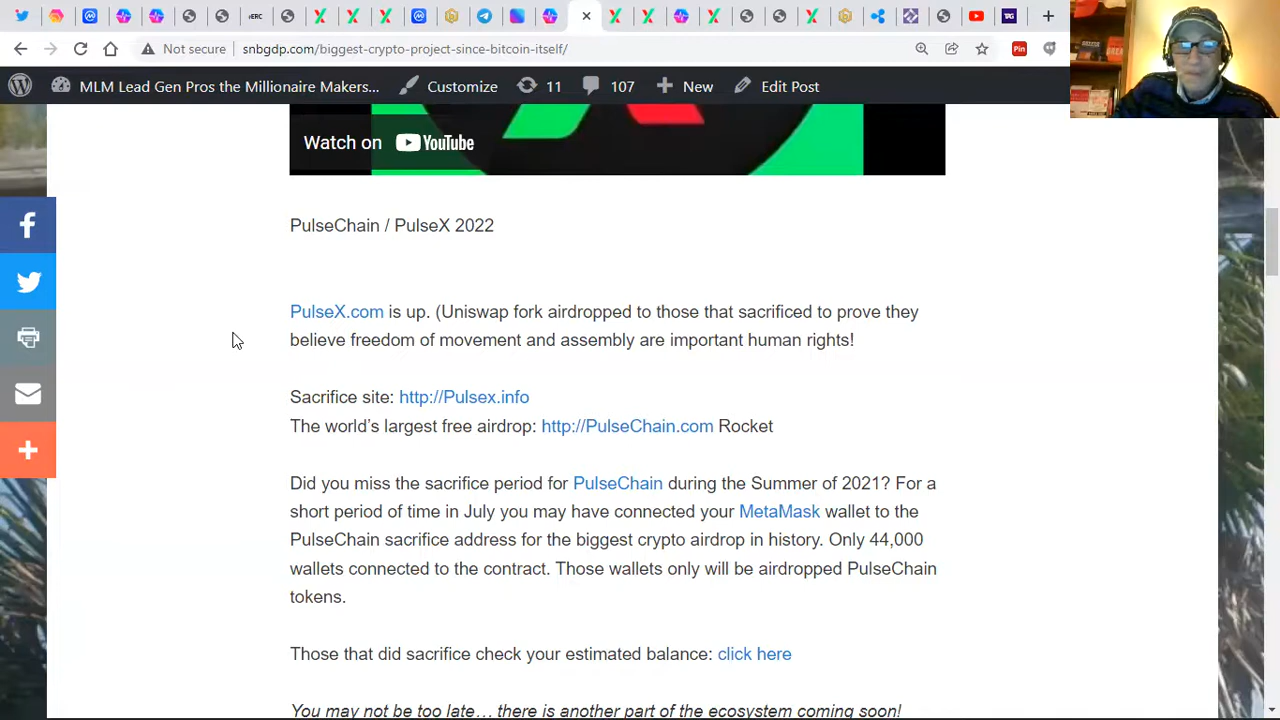 eERC
Not secure
snbgdp.com/biggest-crypto-project-since-bitcoin-itself/
Pin
MLM Lead Gen Pros the Millionaire Makers...
Customize
11
107
New
Edit Post
Watch on YouTube
PulseChain / PulseX 2022
PulseX.com is up. (Uniswap fork airdropped to those that sacrificed to prove they
believe freedom of movement and assembly are important human rights!
Sacrifice site: http://Pulsex.info
The world’s largest free airdrop: http://PulseChain.com Rocket
Did you miss the sacrifice period for PulseChain during the Summer of 2021? For a
short period of time in July you may have connected your MetaMask wallet to the
PulseChain sacrifice address for the biggest crypto airdrop in history. Only 44,000
wallets connected to the contract. Those wallets only will be airdropped PulseChain
tokens.
Those that did sacrifice check your estimated balance: click here
You may not be too late… there is another part of the ecosystem coming soon!